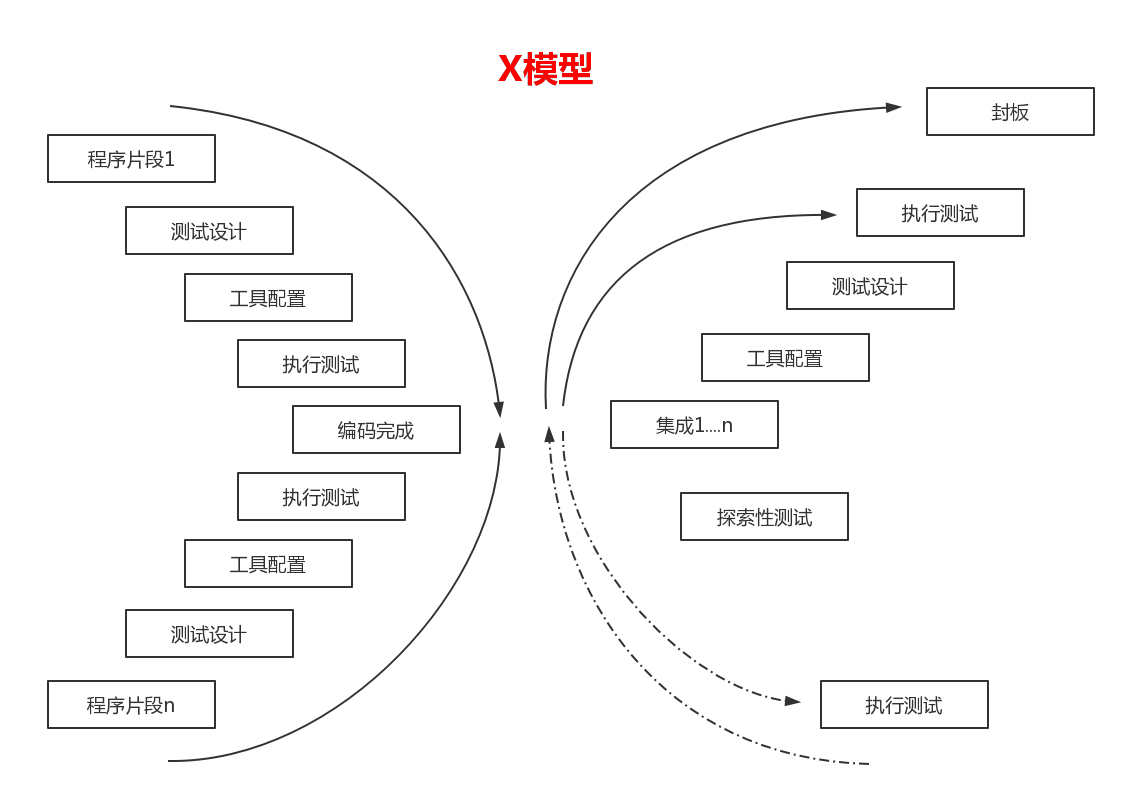 X模型
封板
程序片段1
执行测试
测试设计
测试设计
工具配置
工具配置
执行测试
编码完成
集成1....n
执行测试
探索性测试
工具配置
测试设计
程序片段n
执行测试